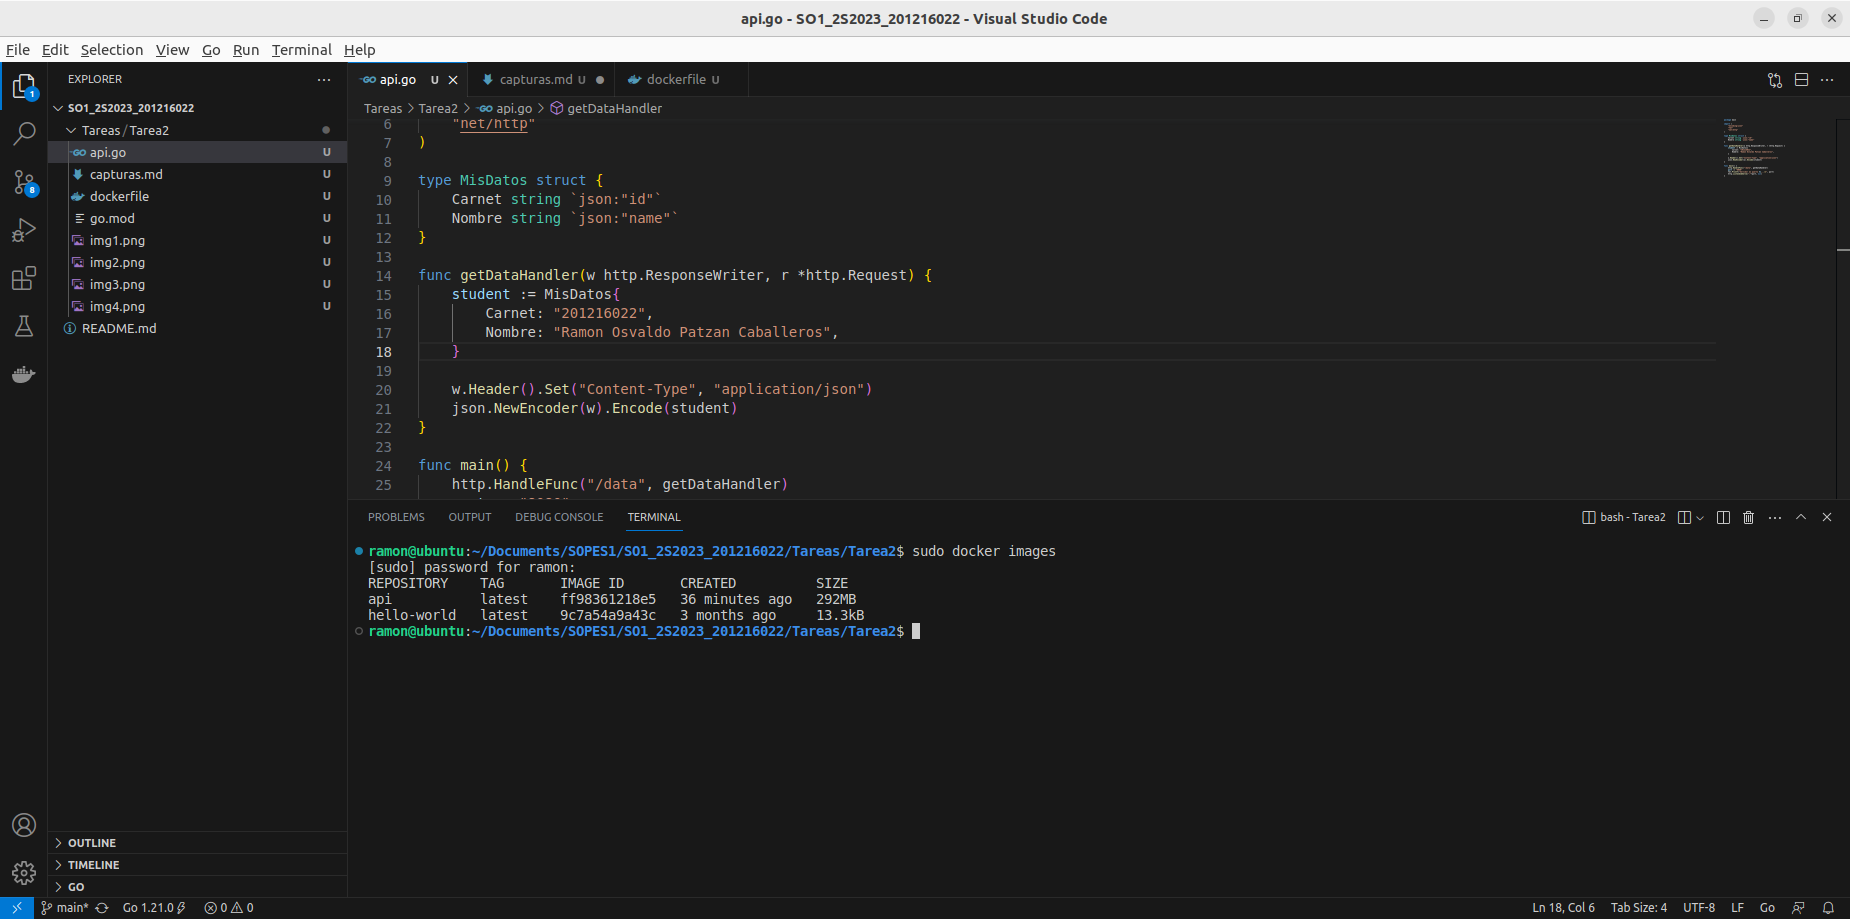 api.go - SO1_2S2023_201216022 - Visual Studio Code
File Edit Selection View Go Run Terminal Help
EXPLORER
SO1_2S2023_201216022
Tareas / Tarea2
api.go U
capturas.md U
dockerfile U
go.mod U
img1.png U
img2.png U
img3.png U
img4.png U
README.md
OUTLINE
TIMELINE
GO
1
8
api.go U
capturas.md U
dockerfile U
Tareas > Tarea2 > api.go > getDataHandler
6 "net/http"
7 )
8
9 type MisDatos struct {
10 Carnet string `json:"id"`
11 Nombre string `json:"name"`
12 }
13
14 func getDataHandler(w http.ResponseWriter, r *http.Request) {
15 student := MisDatos{
16 Carnet: "201216022",
17 Nombre: "Ramon Osvaldo Patzan Caballeros",
18 }
19
20 w.Header().Set("Content-Type", "application/json")
21 json.NewEncoder(w).Encode(student)
22 }
23
24 func main() {
25 http.HandleFunc("/data", getDataHandler)
PROBLEMS OUTPUT DEBUG CONSOLE TERMINAL
bash - Tarea2
ramon@ubuntu:~/Documents/SOPES1/SO1_2S2023_201216022/Tareas/Tarea2$ sudo docker images
[sudo] password for ramon:
REPOSITORY TAG IMAGE ID CREATED SIZE
api latest ff98361218e5 36 minutes ago 292MB
hello-world latest 9c7a54a9a43c 3 months ago 13.3kB
ramon@ubuntu:~/Documents/SOPES1/SO1_2S2023_201216022/Tareas/Tarea2$
main* Go 1.21.0 0 0
Ln 18, Col 6 Tab Size: 4 UTF-8 LF Go